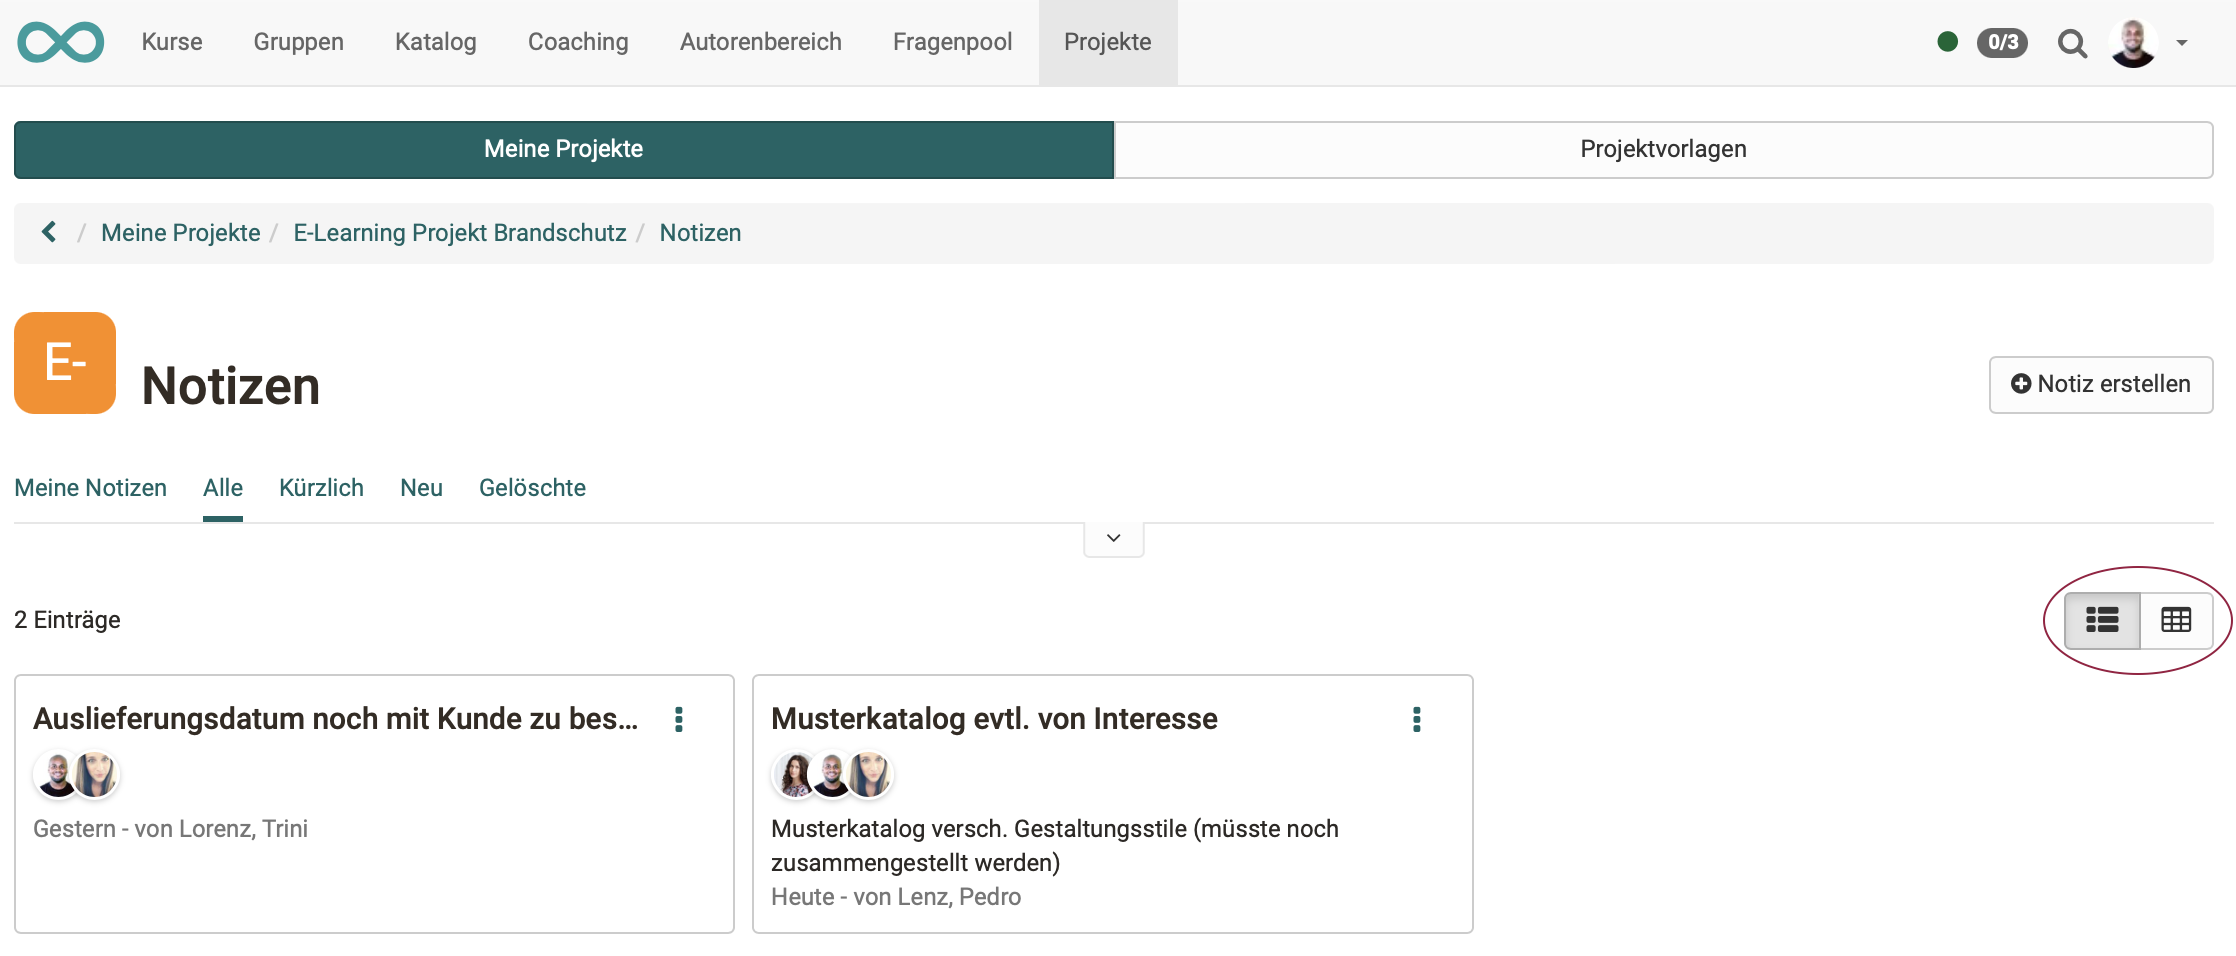 Kurse Gruppen Katalog Coaching Autorenbereich Fragenpool Projekte 0/3
Meine Projekte Projektvorlagen
/ Meine Projekte / E-Learning Projekt Brandschutz / Notizen
E-
Notizen
Notiz erstellen
Meine Notizen Alle Kürzlich Neu Gelöschte
2 Einträge
Auslieferungsdatum noch mit Kunde zu bes...
Gestern - von Lorenz, Trini
Musterkatalog evtl. von Interesse
Musterkatalog versch. Gestaltungsstile (müsste noch
zusammengestellt werden)
Heute - von Lenz, Pedro